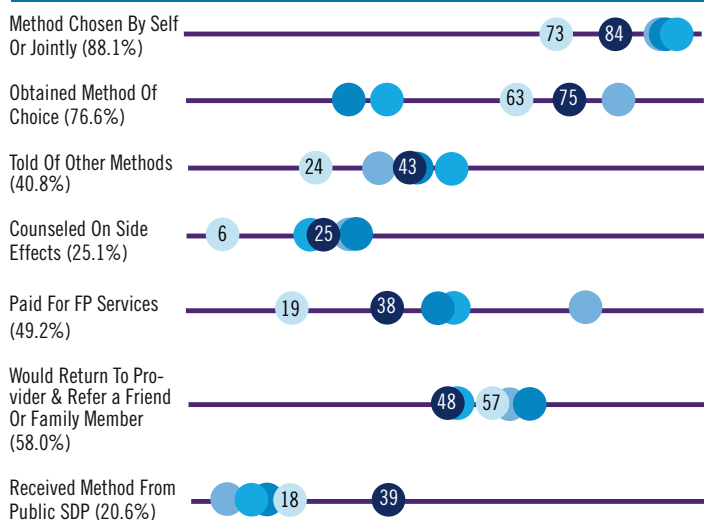 Method Chosen By Self
Or Jointly (88.1%)
73 84
Obtained Method Of
Choice (76.6%)
63 75
Told Of Other Methods
(40.8%)
24 43
Counseled On Side
Effects (25.1%)
6 25
Paid For FP Services
(49.2%)
19 38
Would Return To Pro-
vider & Refer a Friend
Or Family Member
(58.0%)
48 57
Received Method From
Public SDP (20.6%)
18 39